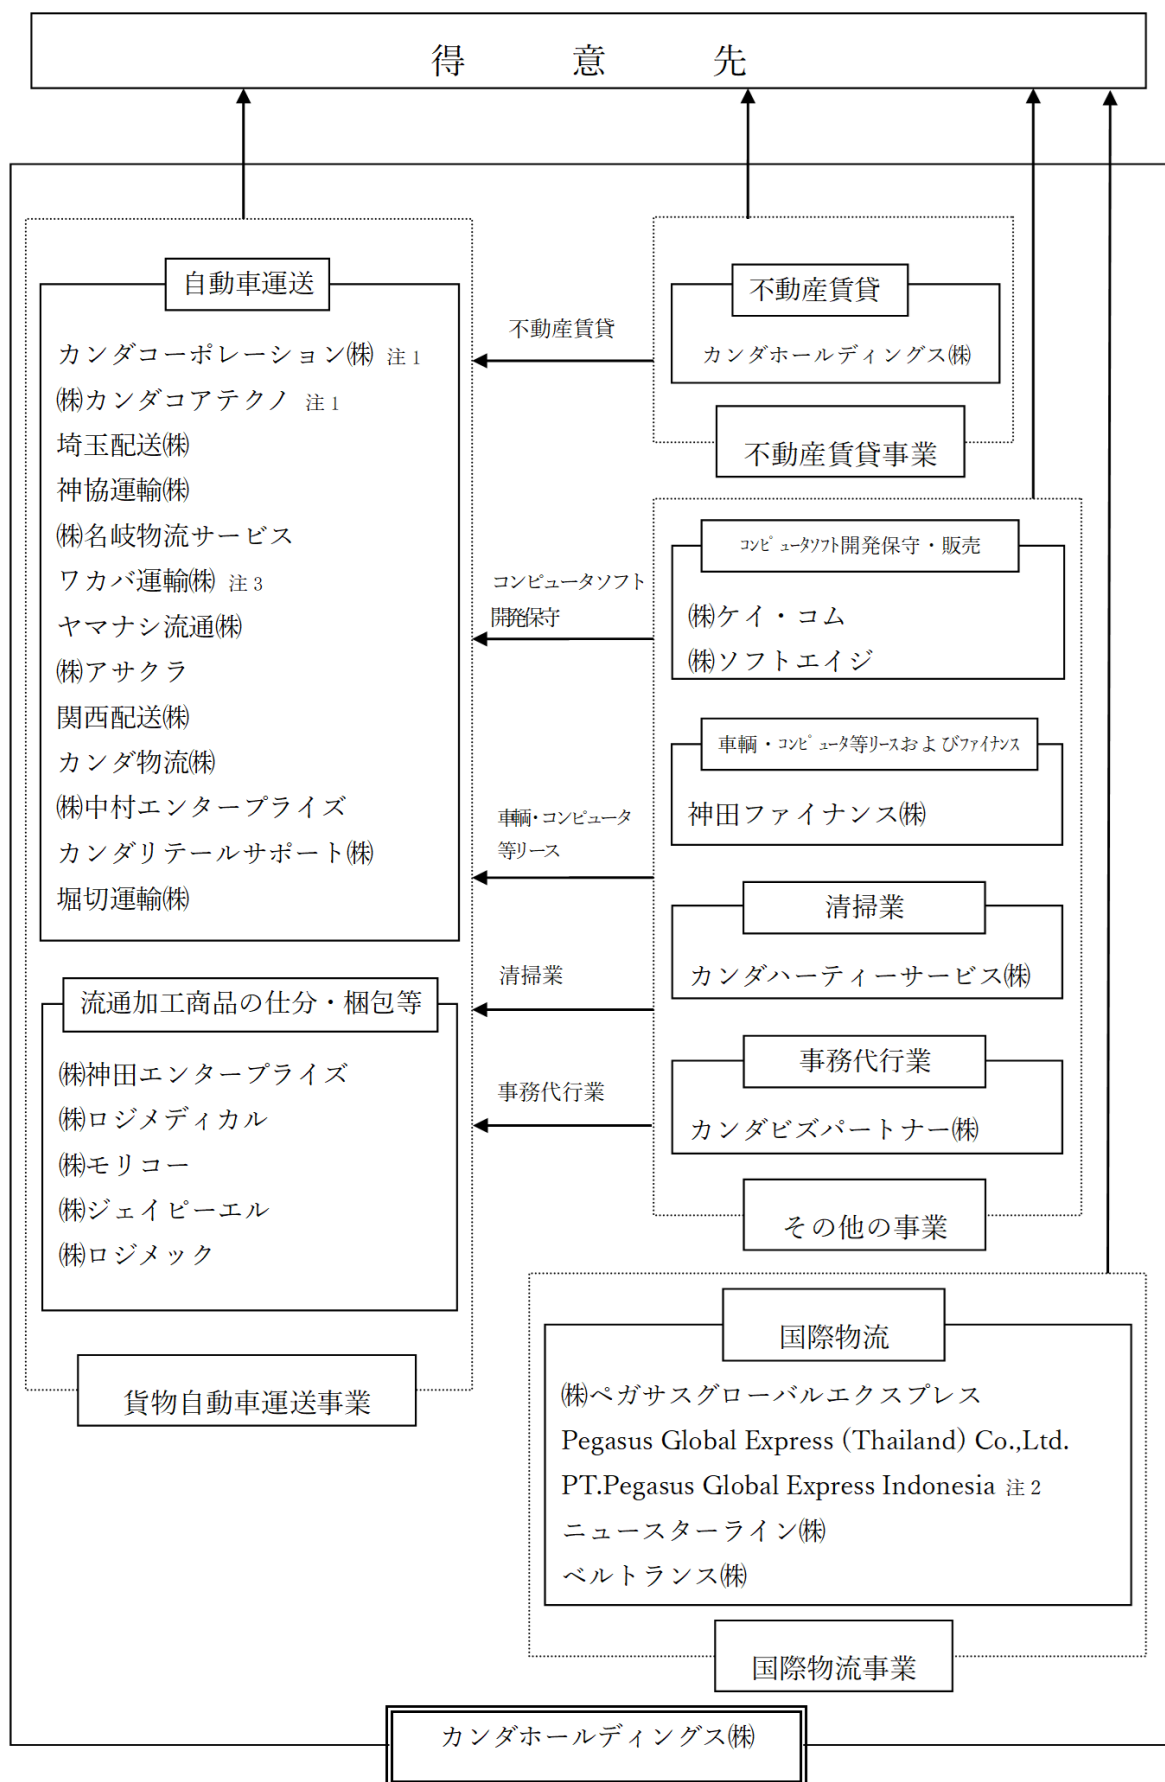 得意先
自動車運送
カンダコーポレーション㈱ 注1
㈱カンダコアテクノ 注1
埼玉配送㈱
神協運輸㈱
㈱名岐物流サービス
ワカバ運輸㈱ 注3
ヤマナシ流通㈱
㈱アサクラ
関西配送㈱
カンダ物流㈱
㈱中村エンタープライズ
カンダリテールサポート㈱
堀切運輸㈱
流通加工商品の仕分・梱包等
㈱神田エンタープライズ
㈱ロジメディカル
㈱モリコー
㈱ジェイピーエル
㈱ロジメック
貨物自動車運送事業
不動産賃貸
コンピュータソフト
開発保守
車輌・コンピュータ
等リース
清掃業
事務代行業
不動産賃貸
カンダホールディングス㈱
不動産賃貸事業
ｺﾝﾋﾟｭｰﾀｿﾌﾄ開発保守・販売
㈱ケイ・コム
㈱ソフトエイジ
車輌・ｺﾝﾋﾟｭｰﾀ等ﾘｰｽおよびﾌｧｲﾅﾝｽ
神田ファイナンス㈱
清掃業
カンダハーティーサービス㈱
事務代行業
カンダビズパートナー㈱
その他の事業
国際物流
㈱ペガサスグローバルエクスプレス
Pegasus Global Express (Thailand) Co.,Ltd.
PT.Pegasus Global Express Indonesia 注2
ニュースターライン㈱
ベルトランス㈱
国際物流事業
カンダホールディングス㈱